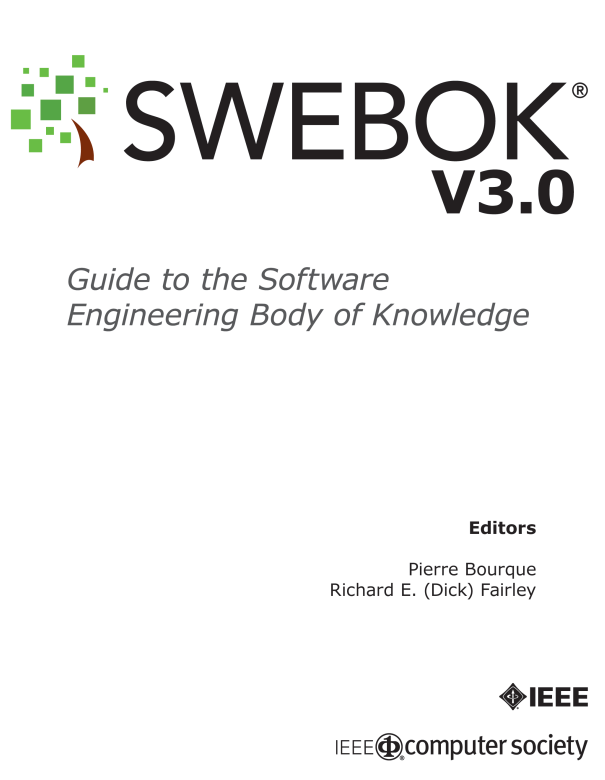 SWEBOK®
V3.0
Guide to the Software
Engineering Body of Knowledge
Editors
Pierre Bourque
Richard E. (Dick) Fairley
IEEE
IEEE computer society